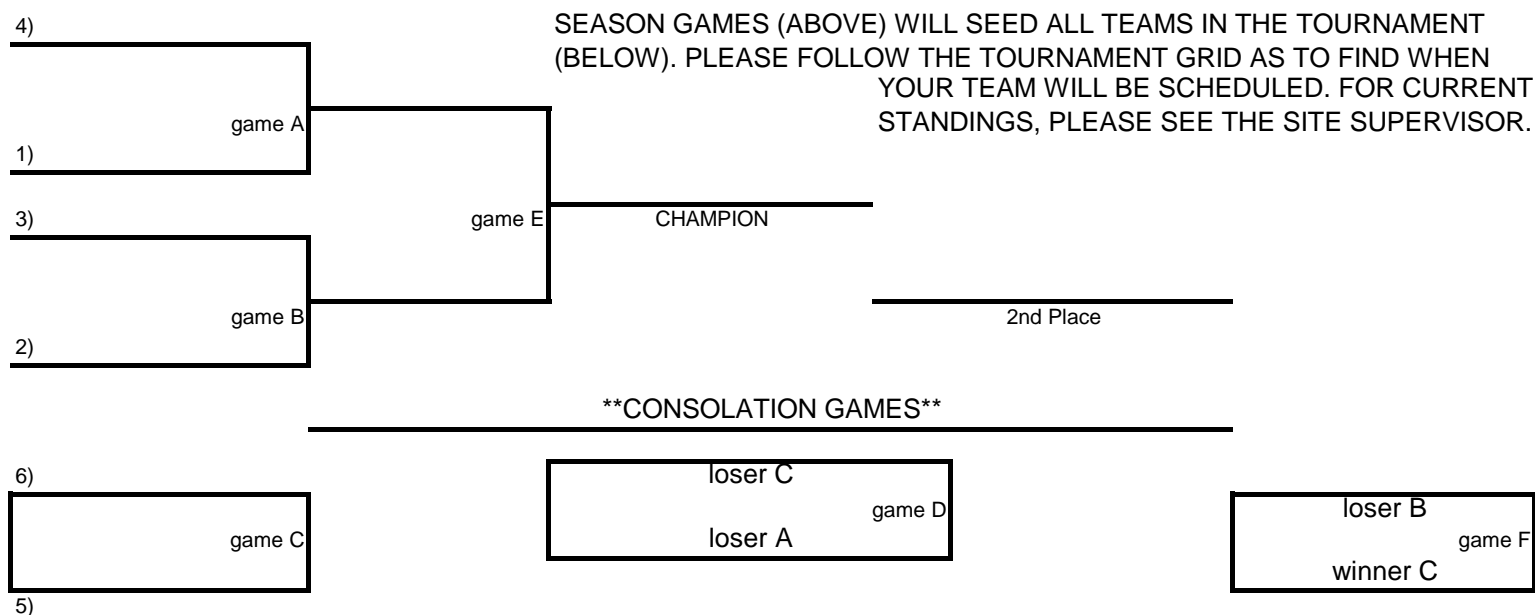 4)
SEASON GAMES (ABOVE) WILL SEED ALL TEAMS IN THE TOURNAMENT
(BELOW). PLEASE FOLLOW THE TOURNAMENT GRID AS TO FIND WHEN
YOUR TEAM WILL BE SCHEDULED. FOR CURRENT
STANDINGS, PLEASE SEE THE SITE SUPERVISOR.
game A
1)
3)
game E
CHAMPION
game B
2nd Place
2)
**CONSOLATION GAMES**
6)
loser C
game D
loser A
game C
5)
loser B
game F
winner C